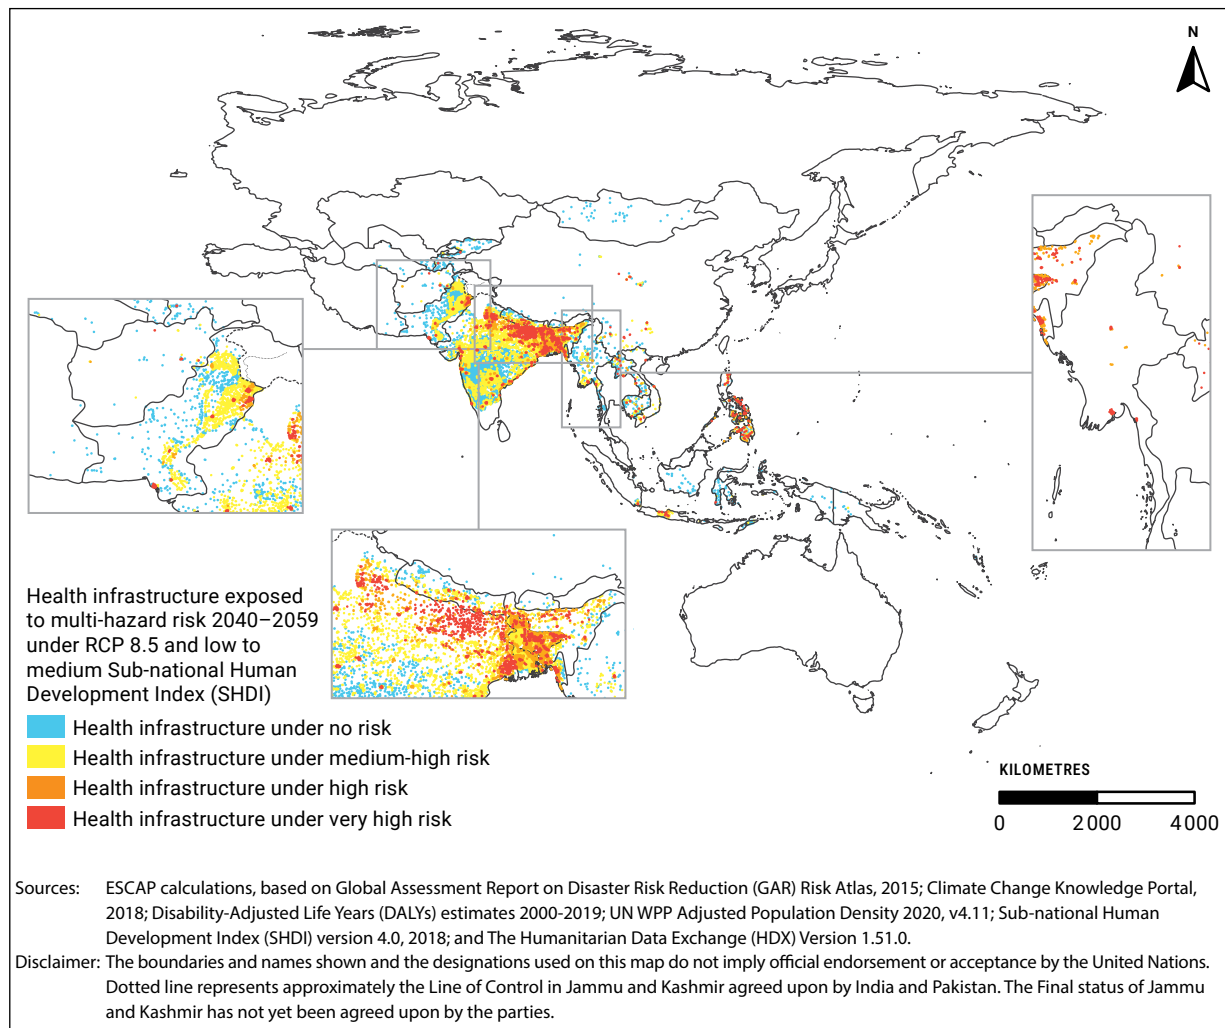 N
Health infrastructure exposed
to multi-hazard risk 2040–2059
under RCP 8.5 and low to
medium Sub-national Human
Development Index (SHDI)
Health infrastructure under no risk
Health infrastructure under medium-high risk
Health infrastructure under high risk
Health infrastructure under very high risk
KILOMETRES
0 2 000 4 000
Sources: ESCAP calculations, based on Global Assessment Report on Disaster Risk Reduction (GAR) Risk Atlas, 2015; Climate Change Knowledge Portal,
2018; Disability-Adjusted Life Years (DALYs) estimates 2000-2019; UN WPP Adjusted Population Density 2020, v4.11; Sub-national Human
Development Index (SHDI) version 4.0, 2018; and The Humanitarian Data Exchange (HDX) Version 1.51.0.
Disclaimer: The boundaries and names shown and the designations used on this map do not imply official endorsement or acceptance by the United Nations.
Dotted line represents approximately the Line of Control in Jammu and Kashmir agreed upon by India and Pakistan. The Final status of Jammu
and Kashmir has not yet been agreed upon by the parties.